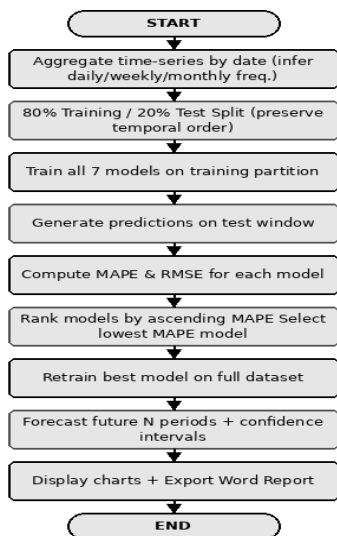 START
Aggregate time-series by date (infer
daily/weekly/monthly freq.)
80% Training / 20% Test Split (preserve
temporal order)
Train all 7 models on training partition
Generate predictions on test window
Compute MAPE & RMSE for each model
Rank models by ascending MAPE Select
lowest MAPE model
Retrain best model on full dataset
Forecast future N periods + confidence
intervals
Display charts + Export Word Report
END